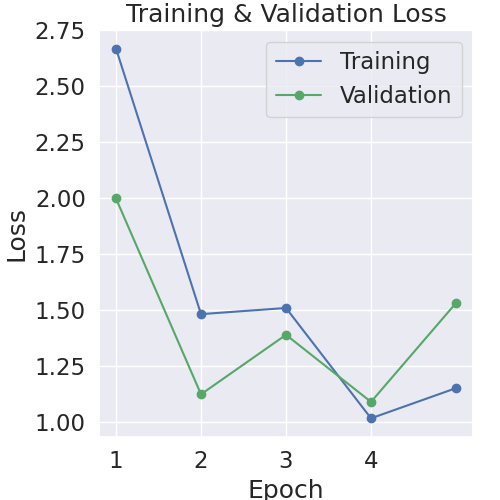 Training & Validation Loss
Training
Validation
Loss
2.75
2.50
2.25
2.00
1.75
1.50
1.25
1.00
1 2 3 4
Epoch